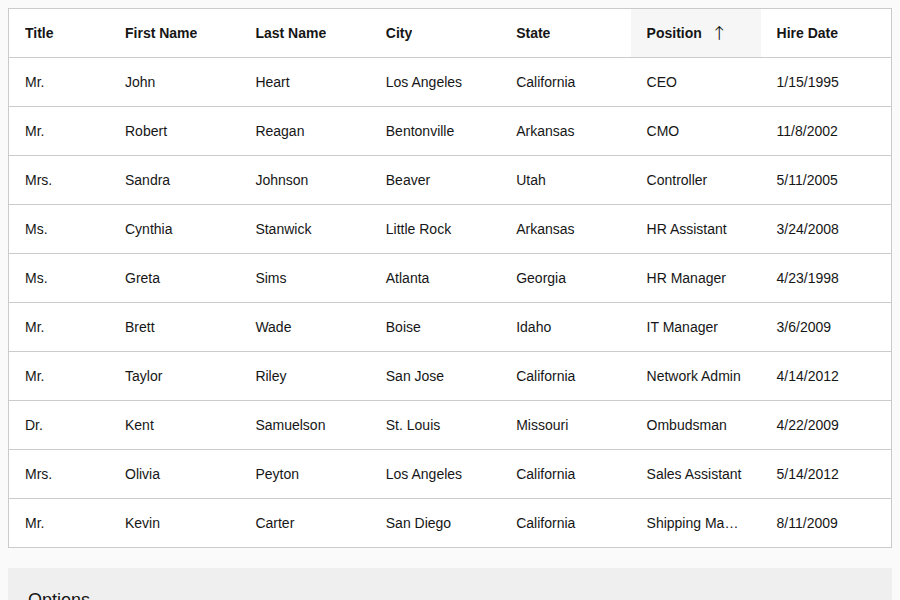 Title First Name Last Name City State Position ↑ Hire Date
Mr. John Heart Los Angeles California CEO 1/15/1995
Mr. Robert Reagan Bentonville Arkansas CMO 11/8/2002
Mrs. Sandra Johnson Beaver Utah Controller 5/11/2005
Ms. Cynthia Stanwick Little Rock Arkansas HR Assistant 3/24/2008
Ms. Greta Sims Atlanta Georgia HR Manager 4/23/1998
Mr. Brett Wade Boise Idaho IT Manager 3/6/2009
Mr. Taylor Riley San Jose California Network Admin 4/14/2012
Dr. Kent Samuelson St. Louis Missouri Ombudsman 4/22/2009
Mrs. Olivia Peyton Los Angeles California Sales Assistant 5/14/2012
Mr. Kevin Carter San Diego California Shipping Ma… 8/11/2009
Options